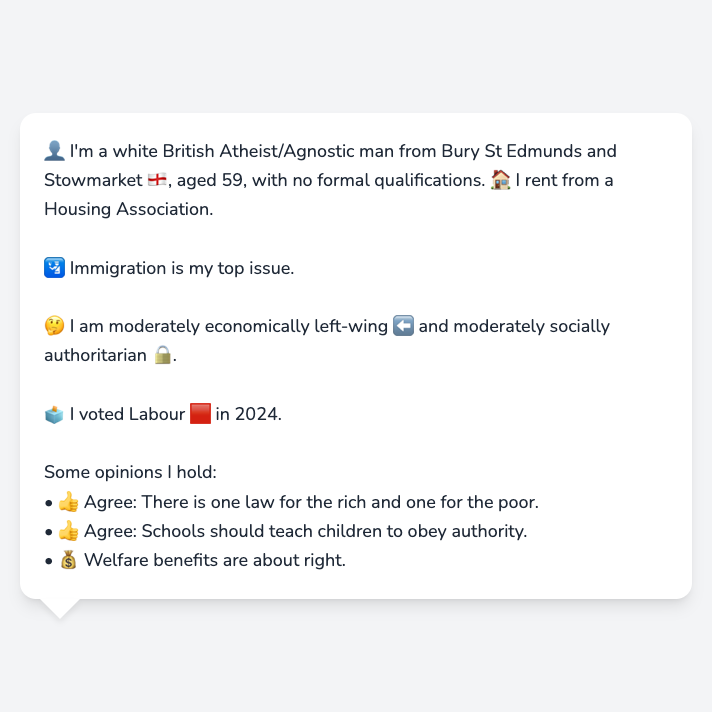 👤 I'm a white British Atheist/Agnostic man from Bury St Edmunds and
Stowmarket 🏴󠁧󠁢󠁥󠁮󠁧󠁿, aged 59, with no formal qualifications. 🏠 I rent from a
Housing Association.
🛂 Immigration is my top issue.
🤔 I am moderately economically left-wing ⬅️ and moderately socially
authoritarian 🔒.
🗳️ I voted Labour 🟥 in 2024.
Some opinions I hold:
• 👍 Agree: There is one law for the rich and one for the poor.
• 👍 Agree: Schools should teach children to obey authority.
• 💰 Welfare benefits are about right.